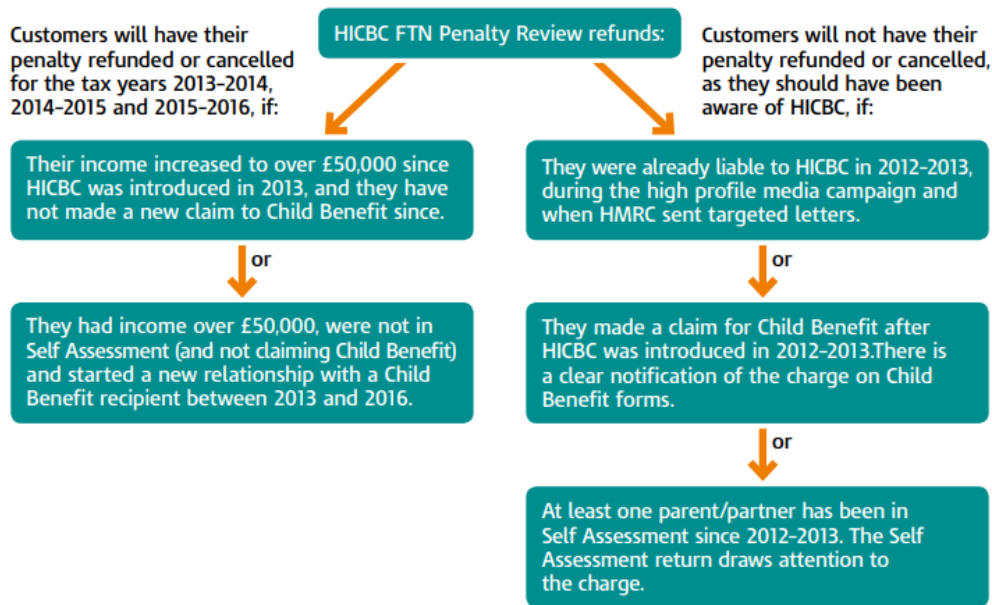 HICBC FTN Penalty Review refunds:
Customers will have their
penalty refunded or cancelled
for the tax years 2013–2014,
2014–2015 and 2015–2016, if:
Their income increased to over £50,000 since
HICBC was introduced in 2013, and they have
not made a new claim to Child Benefit since.
or
They had income over £50,000, were not in
Self Assessment (and not claiming Child Benefit)
and started a new relationship with a Child
Benefit recipient between 2013 and 2016.
Customers will not have their
penalty refunded or cancelled,
as they should have been
aware of HICBC, if:
They were already liable to HICBC in 2012–2013,
during the high profile media campaign and
when HMRC sent targeted letters.
or
They made a claim for Child Benefit after
HICBC was introduced in 2012–2013.There is
a clear notification of the charge on Child
Benefit forms.
or
At least one parent/partner has been in
Self Assessment since 2012–2013. The Self
Assessment return draws attention to
the charge.